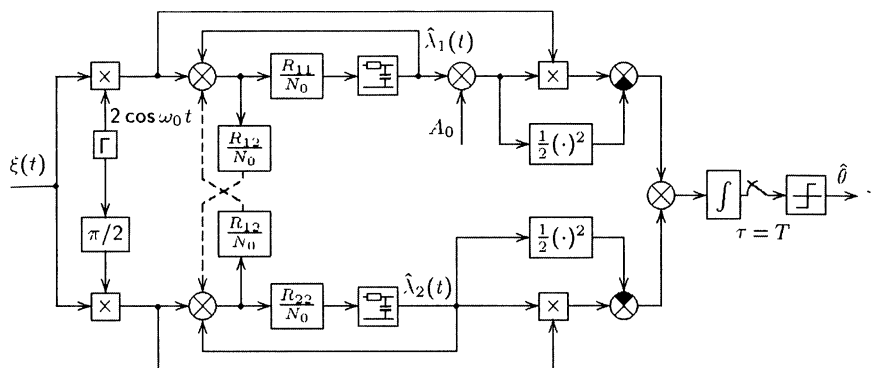 λ̂₁(t)
×
R₁₁/N₀
×
2 cos ω₀t
A₀
Γ
R₁₂/N₀
½(·)²
ξ(t)
∫
θ̂
π/2
R₁₂/N₀
½(·)²
τ = T
×
R₂₂/N₀
λ̂₂(t)
×